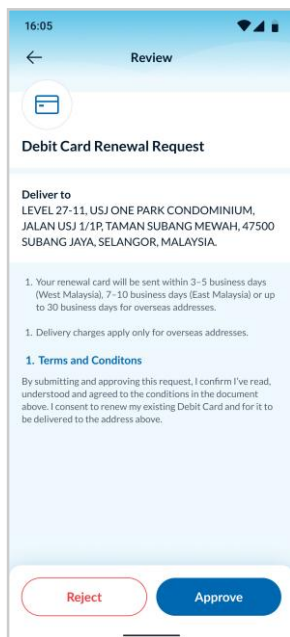 16:05
Review
Debit Card Renewal Request
Deliver to
LEVEL 27-11, USJ ONE PARK CONDOMINIUM,
JALAN USJ 1/1P, TAMAN SUBANG MEWAH, 47500
SUBANG JAYA, SELANGOR, MALAYSIA.
1. Your renewal card will be sent within 3–5 business days
(West Malaysia), 7–10 business days (East Malaysia) or up
to 30 business days for overseas addresses.
1. Delivery charges apply only for overseas addresses.
1. Terms and Conditons
By submitting and approving this request, I confirm I've read,
understood and agreed to the conditions in the document
above. I consent to renew my existing Debit Card and for it to
be delivered to the address above.
Reject
Approve